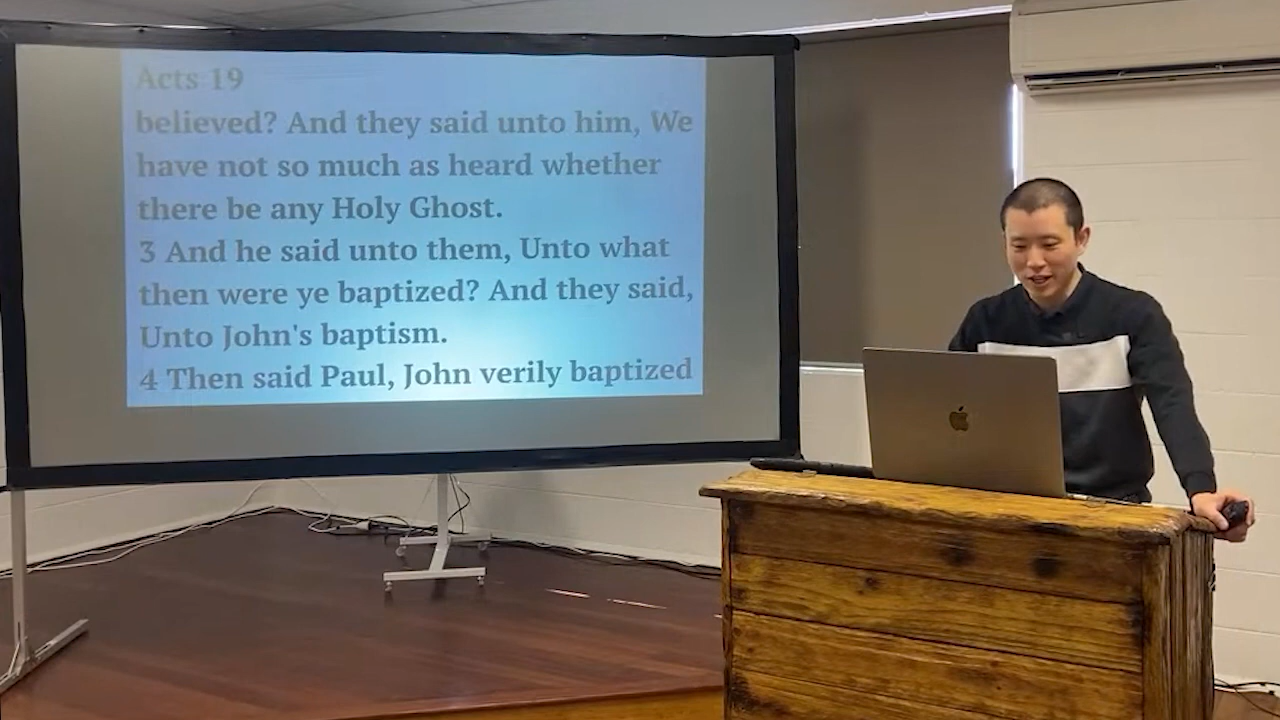 Acts 19
believed? And they said unto him, We
have not so much as heard whether
there be any Holy Ghost.
3 And he said unto them, Unto what
then were ye baptized? And they said,
Unto John's baptism.
4 Then said Paul, John verily baptized